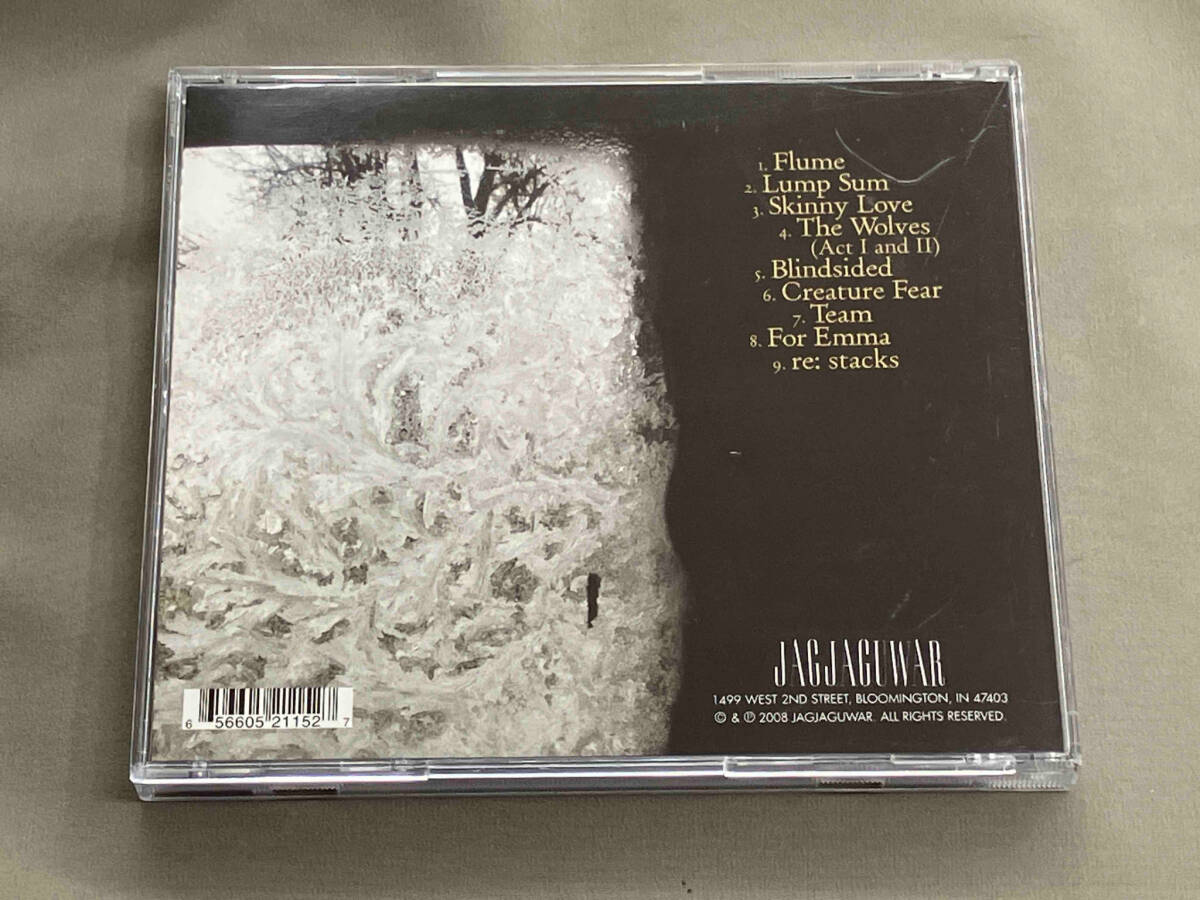 1. Flume
2. Lump Sum
3. Skinny Love
4. The Wolves
(Act I and II)
5. Blindsided
6. Creature Fear
7. Team
8. For Emma
9. re: stacks
JAGJAGUWAR
1499 WEST 2ND STREET, BLOOMINGTON, IN 47403
© & ℗ 2008 JAGJAGUWAR. ALL RIGHTS RESERVED.
6 56605 21152 7